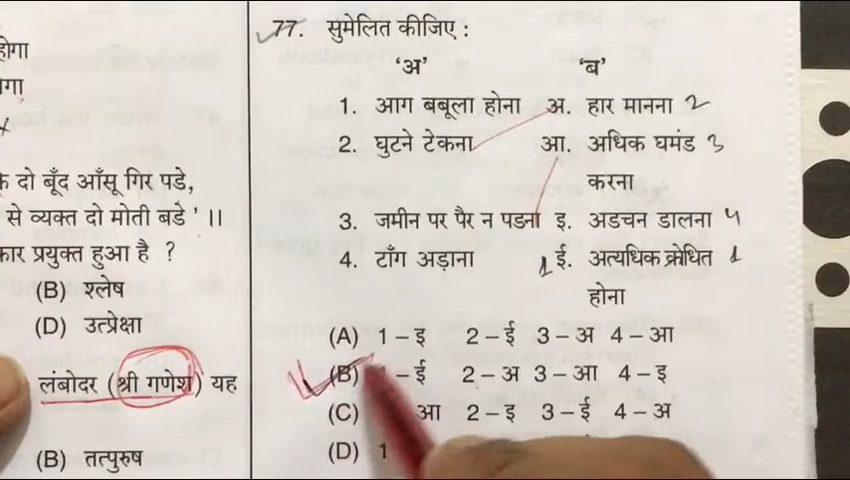 होगा
क दो बूँद आँसू गिर पडे,
से व्यक्त दो मोती बडे ' ।।
कार प्रयुक्त हुआ है ?
(B) श्लेष
(D) उत्प्रेक्षा
लंबोदर (श्री गणेश) यह
(B) तत्पुरुष
77. सुमेलित कीजिए :
'अ' 'ब'
1. आग बबूला होना अ. हार मानना 2
2. घुटने टेकना आ. अधिक घमंड 3
करना
3. जमीन पर पैर न पडना इ. अडचन डालना 4
4. टाँग अड़ाना 1 ई. अत्यधिक क्रोधित 1
होना
(A) 1 – इ 2 – ई 3 – अ 4 – आ
(B) 1 – ई 2 – अ 3 – आ 4 – इ
(C) आ 2 – इ 3 – ई 4 – अ
(D) 1